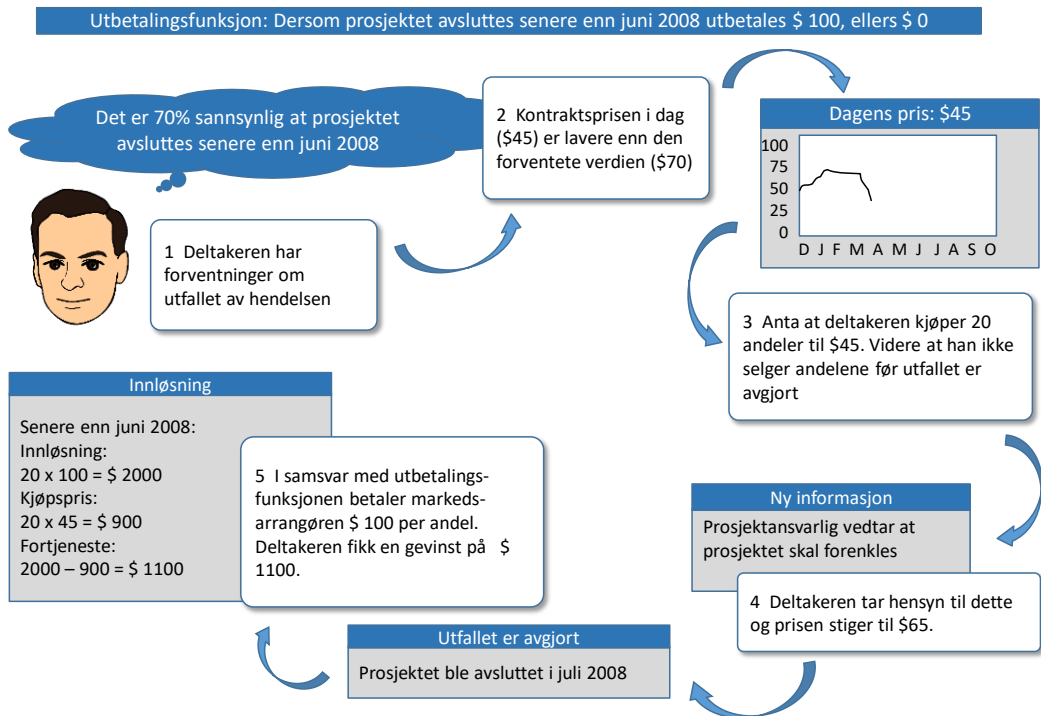 Utbetalingsfunksjon: Dersom prosjektet avsluttes senere enn juni 2008 utbetales $ 100, ellers $ 0
Det er 70% sannsynlig at prosjektet
avsluttes senere enn juni 2008
1 Deltakeren har
forventninger om
utfallet av hendelsen
2 Kontraktsprisen i dag
($45) er lavere enn den
forventete verdien ($70)
Dagens pris: $45
100
75
50
25
0
D J F M A M J J A S O
3 Anta at deltakeren kjøper 20
andeler til $45. Videre at han ikke
selger andelene før utfallet er
avgjort
Ny informasjon
Prosjektansvarlig vedtar at
prosjektet skal forenkles
4 Deltakeren tar hensyn til dette
og prisen stiger til $65.
Utfallet er avgjort
Prosjektet ble avsluttet i juli 2008
5 I samsvar med utbetalings-
funksjonen betaler markeds-
arrangøren $ 100 per andel.
Deltakeren fikk en gevinst på $
1100.
Innløsning
Senere enn juni 2008:
Innløsning:
20 x 100 = $ 2000
Kjøpspris:
20 x 45 = $ 900
Fortjeneste:
2000 – 900 = $ 1100